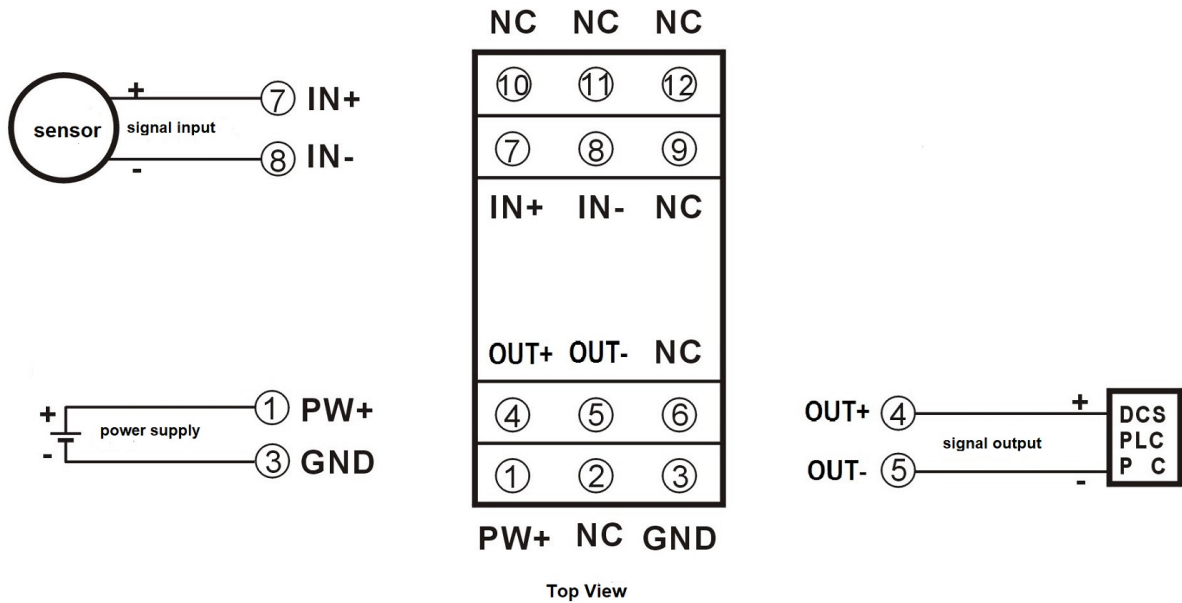 NC NC NC
10 11 12
+ 7 IN+
sensor signal input
- 8 IN-
7 8 9
IN+ IN- NC
OUT+ OUT- NC
+ 1 PW+
power supply
- 3 GND
4 5 6
1 2 3
PW+ NC GND
OUT+ 4 + DCS
signal output PLC
OUT- 5 - P C
Top View